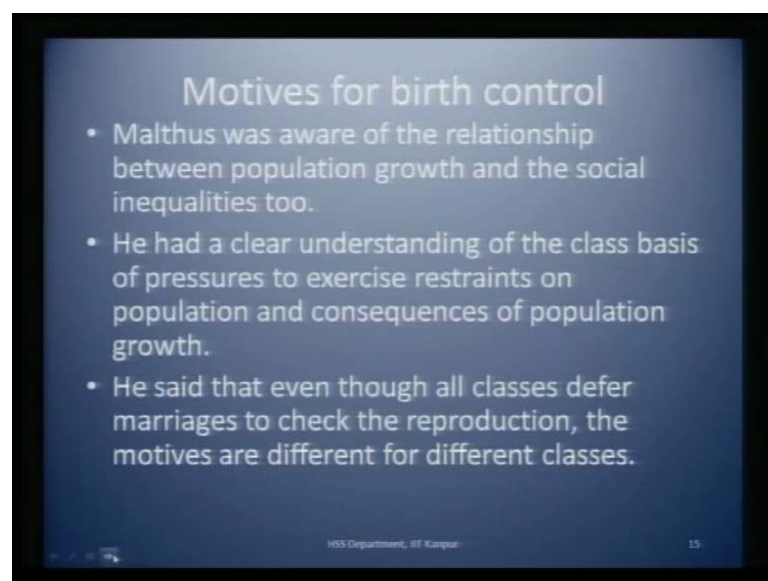 Motives for birth control
• Malthus was aware of the relationship
between population growth and the social
inequalities too.
• He had a clear understanding of the class basis
of pressures to exercise restraints on
population and consequences of population
growth.
• He said that even though all classes defer
marriages to check the reproduction, the
motives are different for different classes.
HSS Department, IIT Kanpur
15